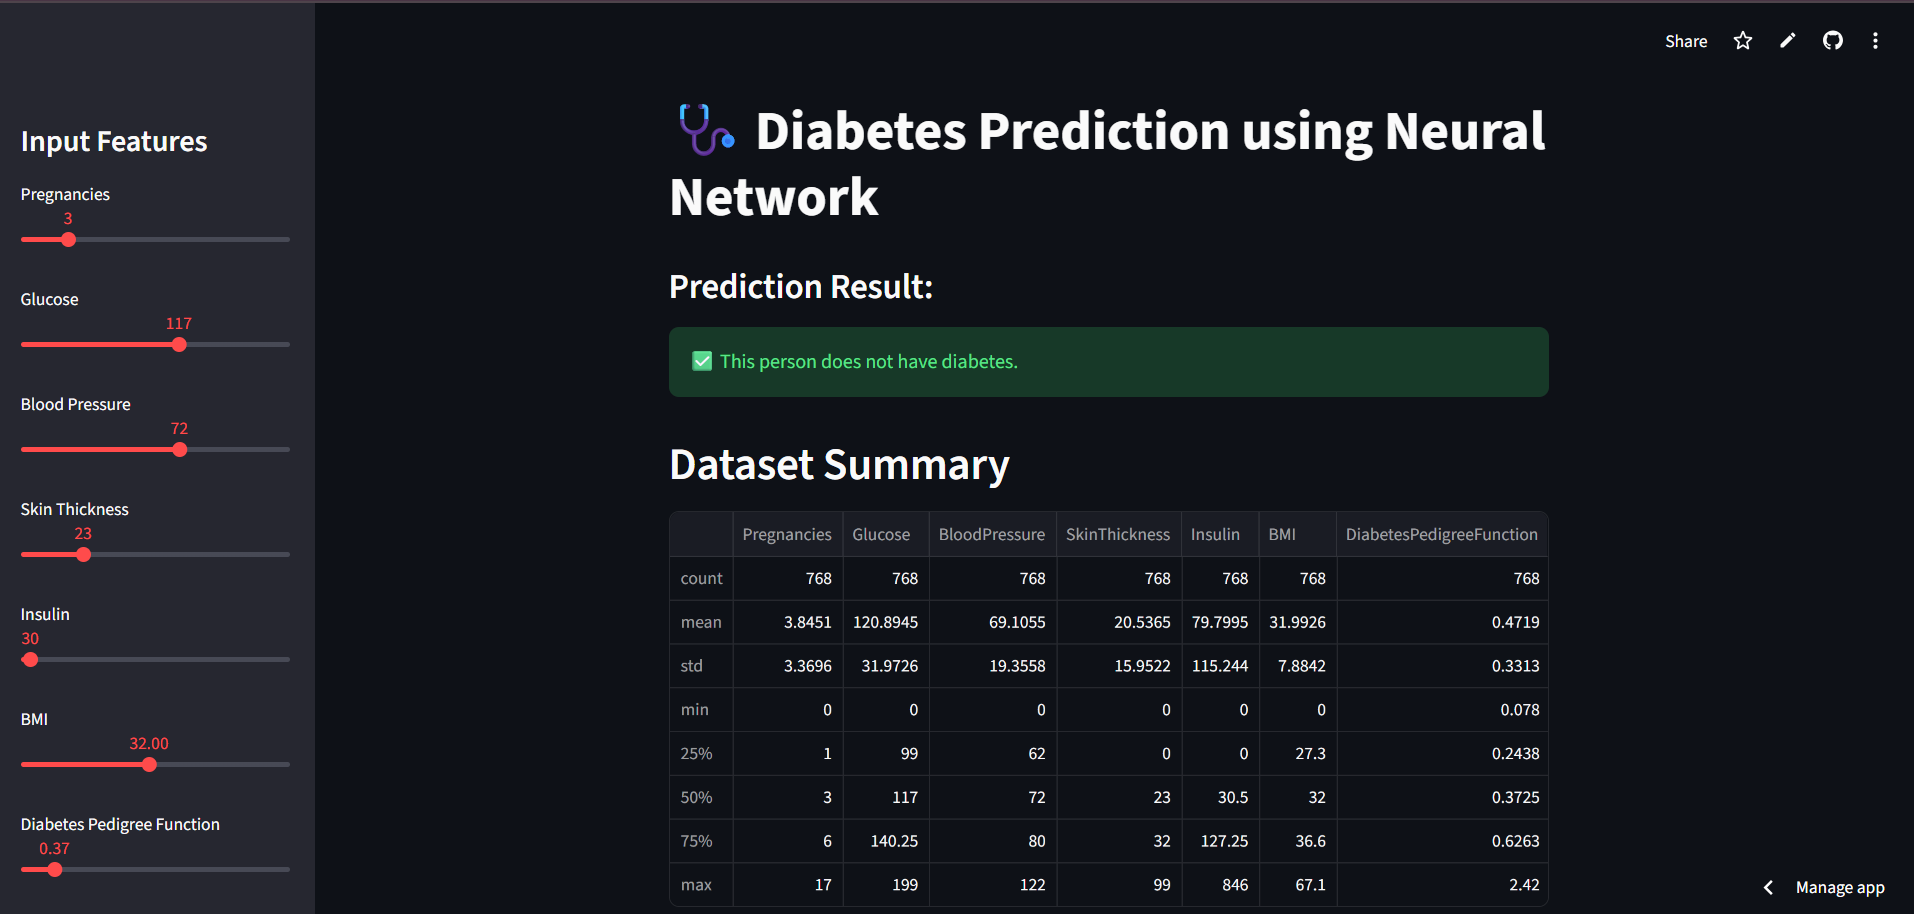 Share
Input Features
Pregnancies
3
Glucose
117
Blood Pressure
72
Skin Thickness
23
Insulin
30
BMI
32.00
Diabetes Pedigree Function
0.37
Diabetes Prediction using Neural
Network
Prediction Result:
This person does not have diabetes.
Dataset Summary
Pregnancies Glucose BloodPressure SkinThickness Insulin BMI DiabetesPedigreeFunction
count 768 768 768 768 768 768 768
mean 3.8451 120.8945 69.1055 20.5365 79.7995 31.9926 0.4719
std 3.3696 31.9726 19.3558 15.9522 115.244 7.8842 0.3313
min 0 0 0 0 0 0 0.078
25% 1 99 62 0 0 27.3 0.2438
50% 3 117 72 23 30.5 32 0.3725
75% 6 140.25 80 32 127.25 36.6 0.6263
max 17 199 122 99 846 67.1 2.42
Manage app